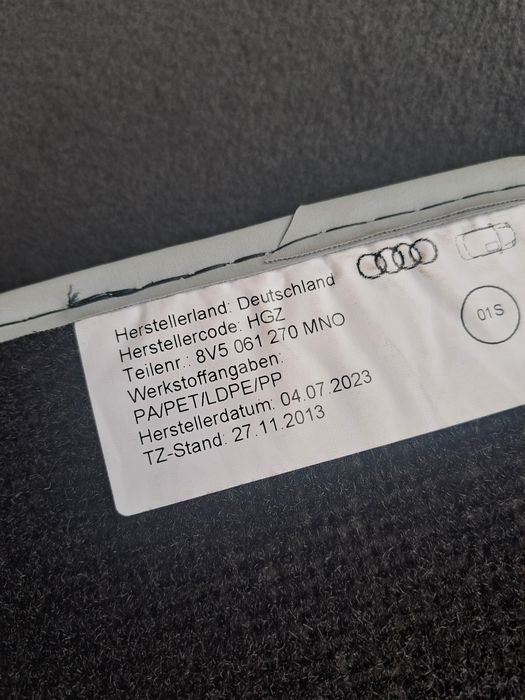 Herstellerland: Deutschland
Herstellercode: HGZ
Teilenr.: 8V5 061 270 MNO
Werkstoffangaben:
PA/PET/LDPE/PP
Herstellerdatum: 04.07.2023
TZ-Stand: 27.11.2013
01S